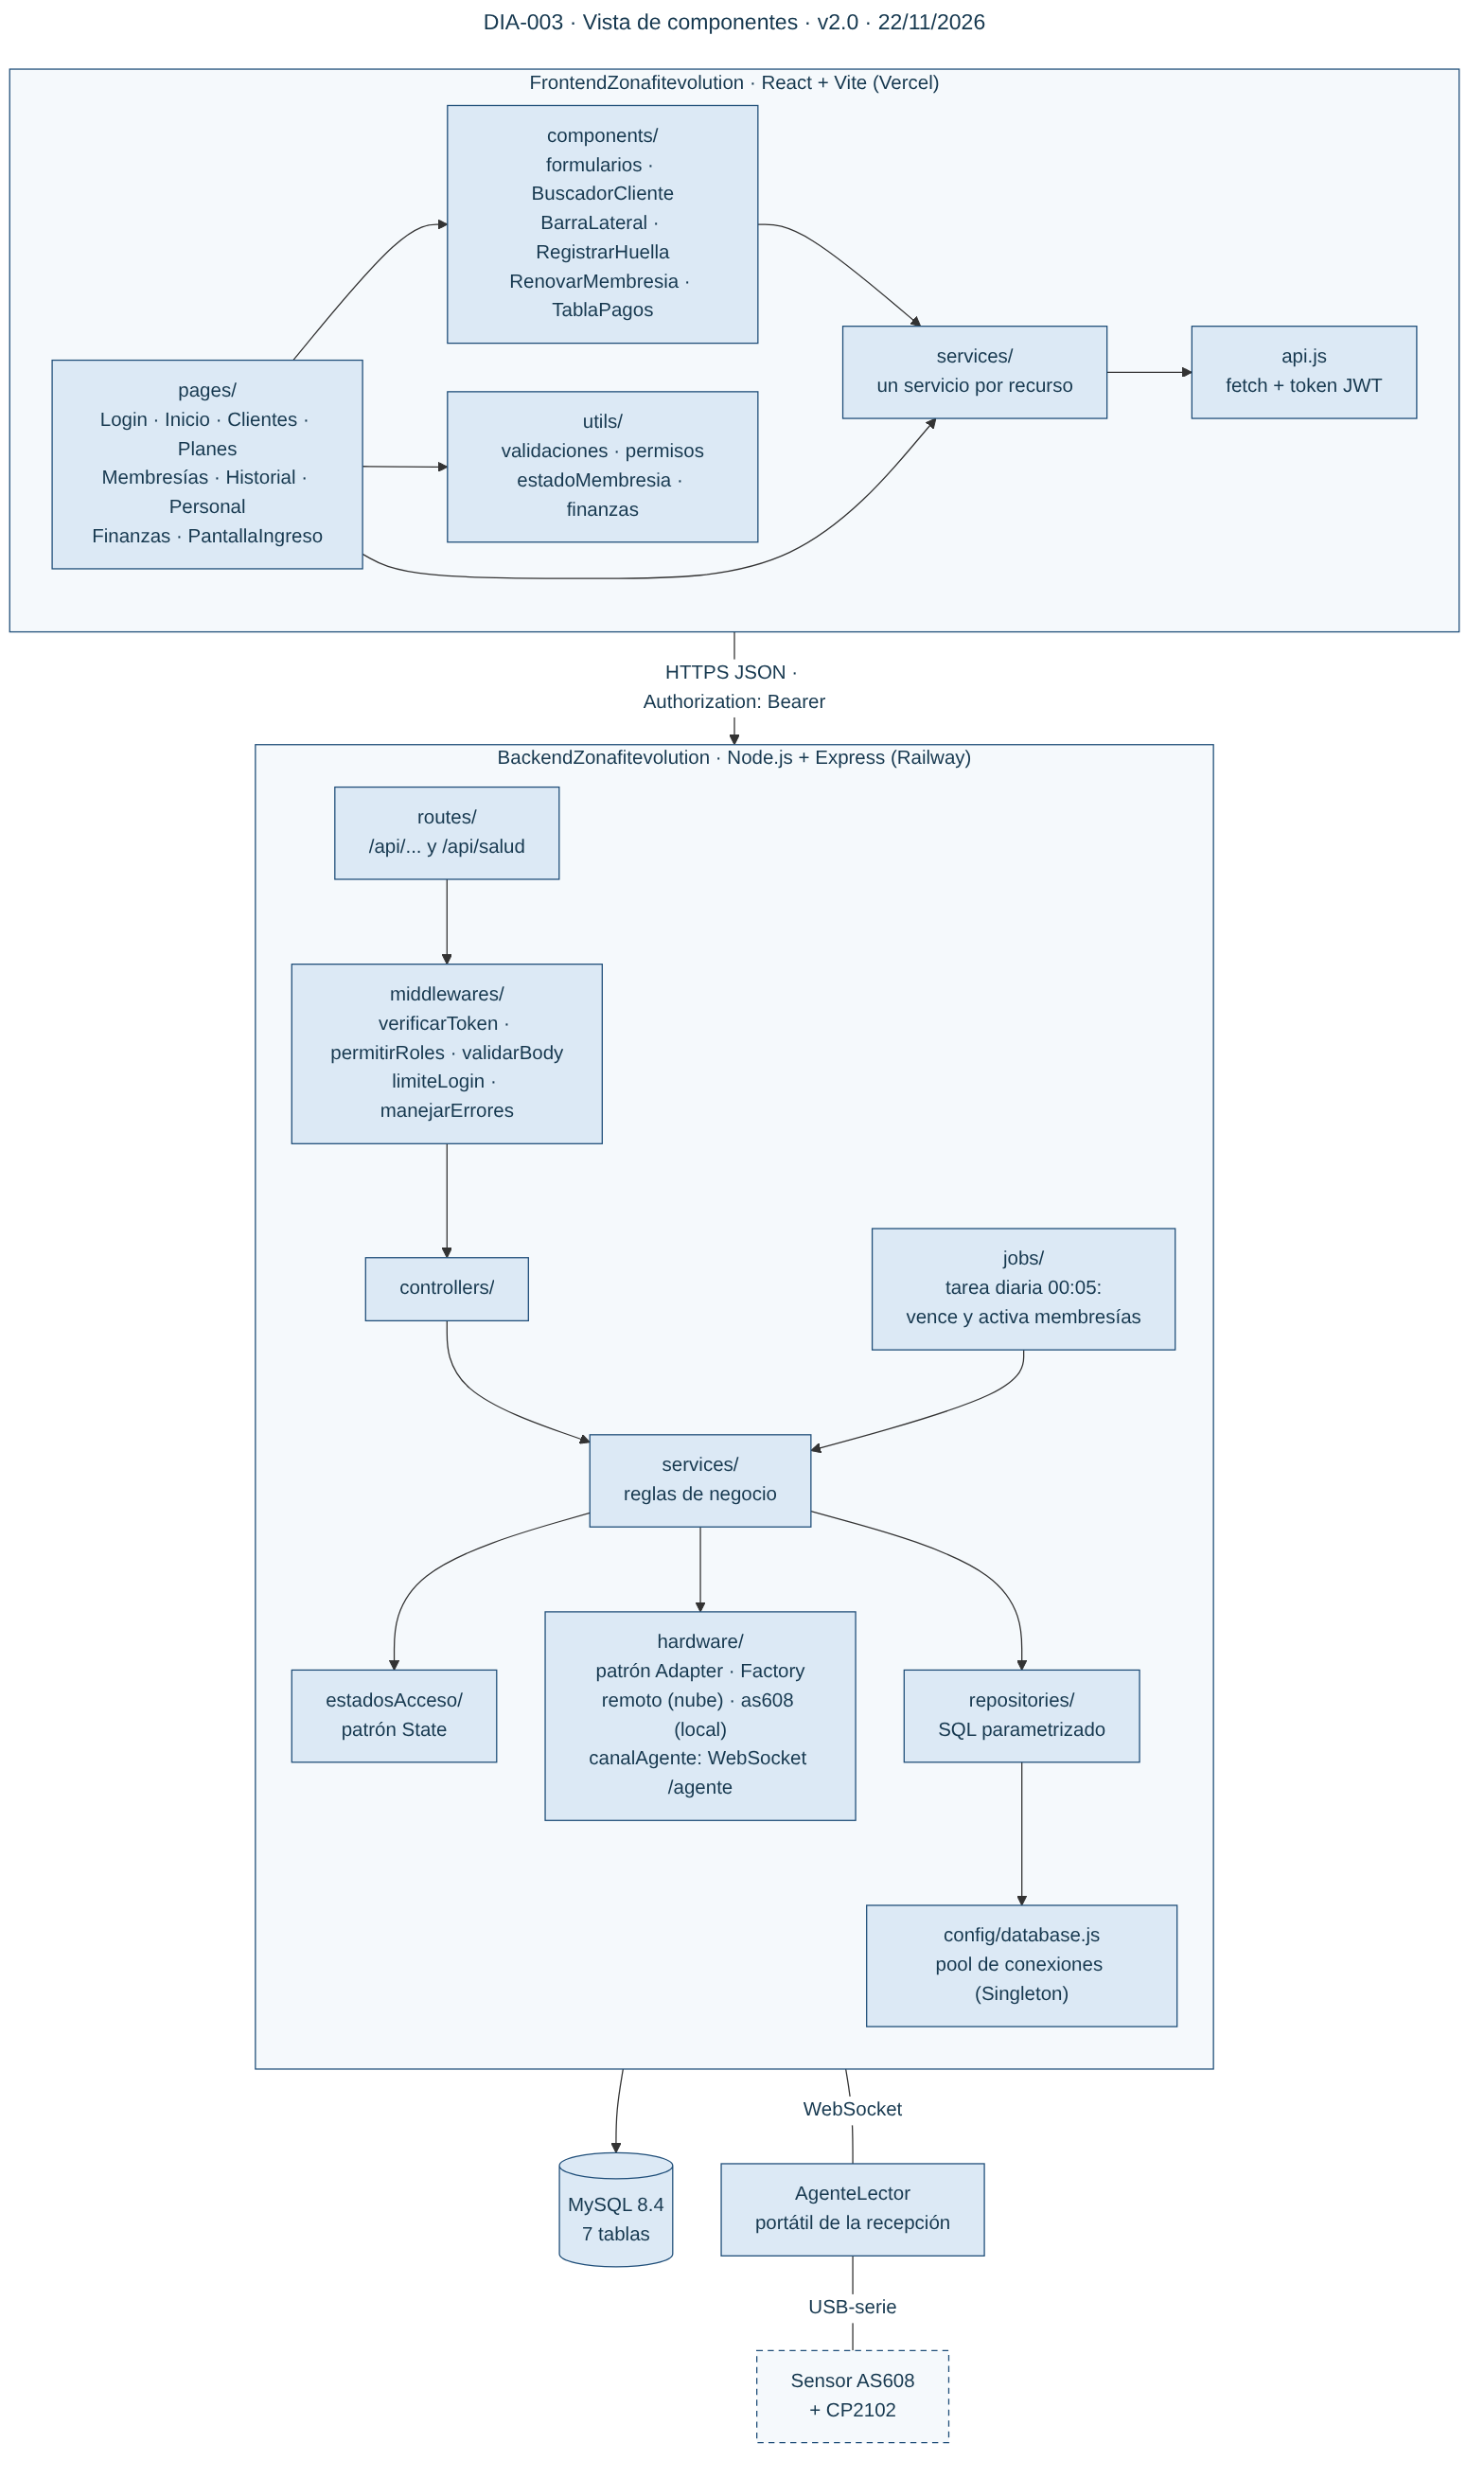 DIA-003 · Vista de componentes · v2.0 · 22/11/2026
FrontendZonafitevolution · React + Vite (Vercel)
components/
formularios ·
BuscadorCliente
BarraLateral ·
RegistrarHuella
RenovarMembresia ·
TablaPagos
pages/
Login · Inicio · Clientes ·
Planes
Membresías · Historial ·
Personal
Finanzas · PantallaIngreso
utils/
validaciones · permisos
estadoMembresia ·
finanzas
services/
un servicio por recurso
api.js
fetch + token JWT
HTTPS JSON ·
Authorization: Bearer
BackendZonafitevolution · Node.js + Express (Railway)
routes/
/api/... y /api/salud
middlewares/
verificarToken ·
permitirRoles · validarBody
limiteLogin ·
manejarErrores
controllers/
jobs/
tarea diaria 00:05:
vence y activa membresías
services/
reglas de negocio
estadosAcceso/
patrón State
hardware/
patrón Adapter · Factory
remoto (nube) · as608
(local)
canalAgente: WebSocket
/agente
repositories/
SQL parametrizado
config/database.js
pool de conexiones
(Singleton)
WebSocket
MySQL 8.4
7 tablas
AgenteLector
portátil de la recepción
USB-serie
Sensor AS608
+ CP2102